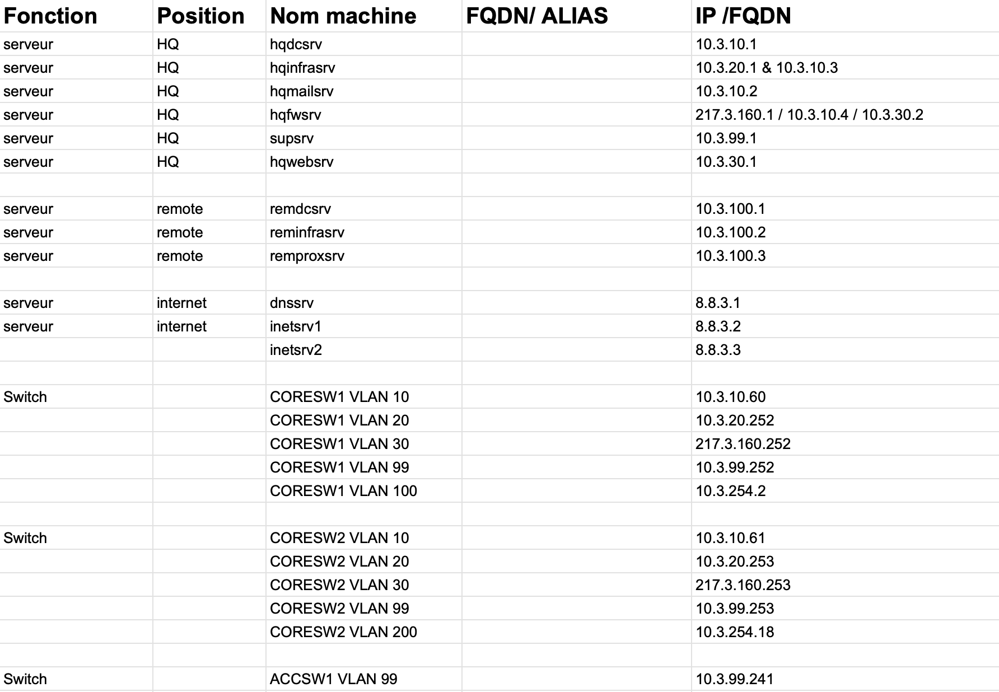 Fonction Position Nom machine FQDN/ ALIAS IP /FQDN
serveur HQ hqdcsrv 10.3.10.1
serveur HQ hqinfrasrv 10.3.20.1 & 10.3.10.3
serveur HQ hqmailsrv 10.3.10.2
serveur HQ hqfwsrv 217.3.160.1 / 10.3.10.4 / 10.3.30.2
serveur HQ supsrv 10.3.99.1
serveur HQ hqwebsrv 10.3.30.1
serveur remote remdcsrv 10.3.100.1
serveur remote reminfrasrv 10.3.100.2
serveur remote remproxsrv 10.3.100.3
serveur internet dnssrv 8.8.3.1
serveur internet inetsrv1 8.8.3.2
inetsrv2 8.8.3.3
Switch CORESW1 VLAN 10 10.3.10.60
CORESW1 VLAN 20 10.3.20.252
CORESW1 VLAN 30 217.3.160.252
CORESW1 VLAN 99 10.3.99.252
CORESW1 VLAN 100 10.3.254.2
Switch CORESW2 VLAN 10 10.3.10.61
CORESW2 VLAN 20 10.3.20.253
CORESW2 VLAN 30 217.3.160.253
CORESW2 VLAN 99 10.3.99.253
CORESW2 VLAN 200 10.3.254.18
Switch ACCSW1 VLAN 99 10.3.99.241